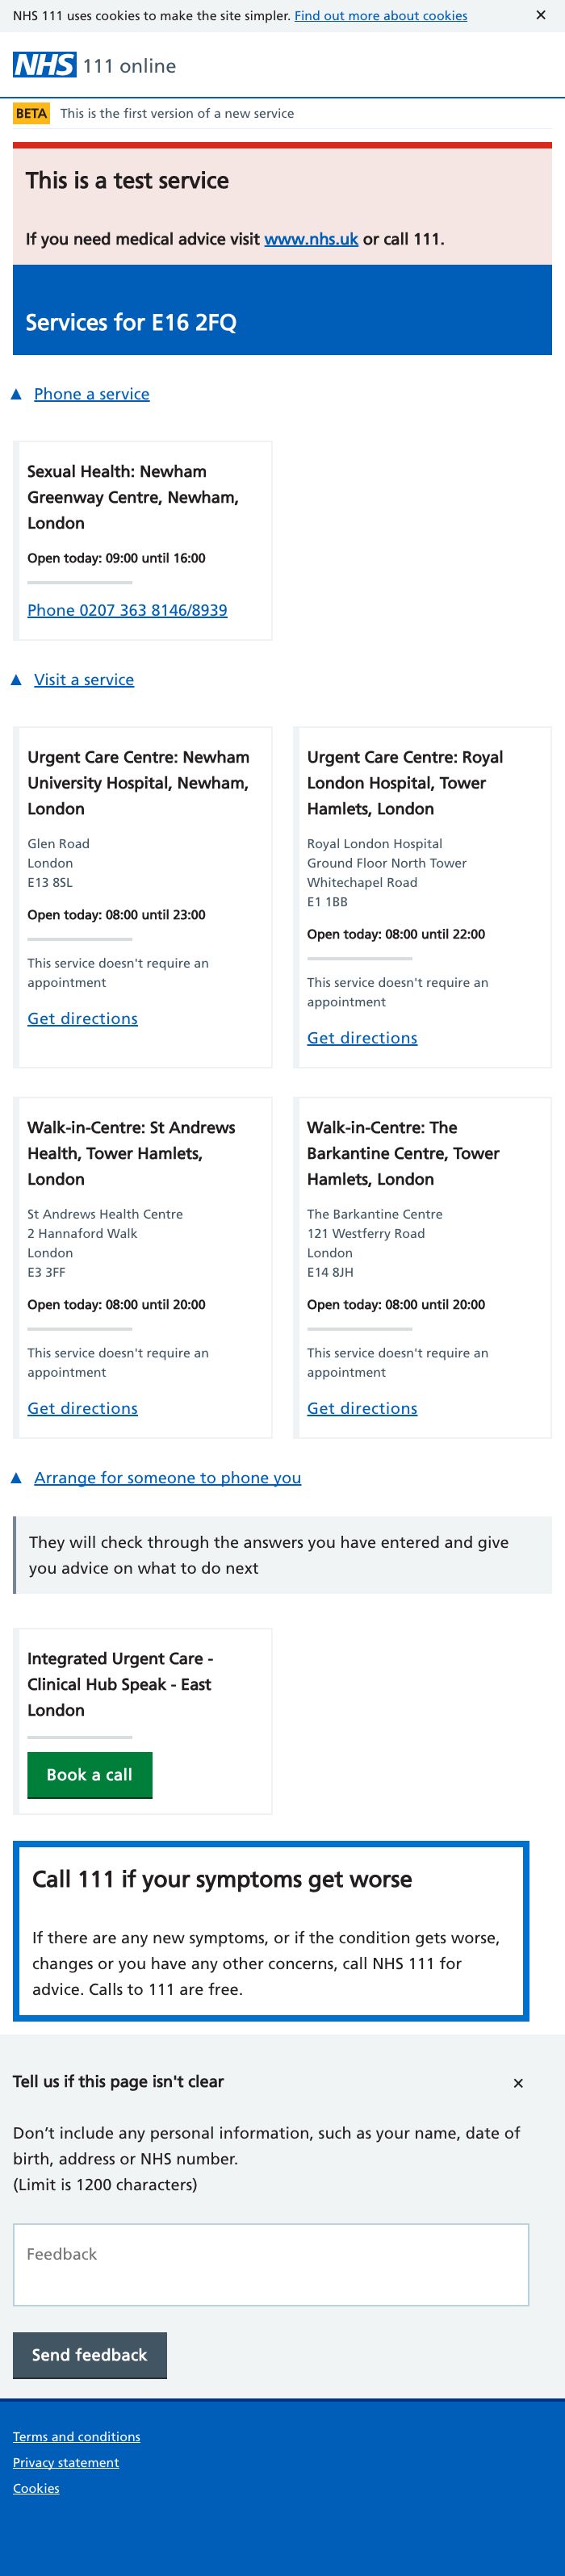 NHS 111 uses cookies to make the site simpler. Find out more about cookies ✕
NHS 111 online
BETA This is the first version of a new service
This is a test service
If you need medical advice visit www.nhs.uk or call 111.
Services for E16 2FQ
▲ Phone a service
Sexual Health: Newham
Greenway Centre, Newham,
London
Open today: 09:00 until 16:00
Phone 0207 363 8146/8939
▲ Visit a service
Urgent Care Centre: Newham
University Hospital, Newham,
London
Glen Road
London
E13 8SL
Open today: 08:00 until 23:00
This service doesn't require an
appointment
Get directions
Urgent Care Centre: Royal
London Hospital, Tower
Hamlets, London
Royal London Hospital
Ground Floor North Tower
Whitechapel Road
E1 1BB
Open today: 08:00 until 22:00
This service doesn't require an
appointment
Get directions
Walk-in-Centre: St Andrews
Health, Tower Hamlets,
London
St Andrews Health Centre
2 Hannaford Walk
London
E3 3FF
Open today: 08:00 until 20:00
This service doesn't require an
appointment
Get directions
Walk-in-Centre: The
Barkantine Centre, Tower
Hamlets, London
The Barkantine Centre
121 Westferry Road
London
E14 8JH
Open today: 08:00 until 20:00
This service doesn't require an
appointment
Get directions
▲ Arrange for someone to phone you
They will check through the answers you have entered and give
you advice on what to do next
Integrated Urgent Care -
Clinical Hub Speak - East
London
Book a call
Call 111 if your symptoms get worse
If there are any new symptoms, or if the condition gets worse,
changes or you have any other concerns, call NHS 111 for
advice. Calls to 111 are free.
Tell us if this page isn't clear ✕
Don’t include any personal information, such as your name, date of
birth, address or NHS number.
(Limit is 1200 characters)
Feedback
Send feedback
Terms and conditions
Privacy statement
Cookies